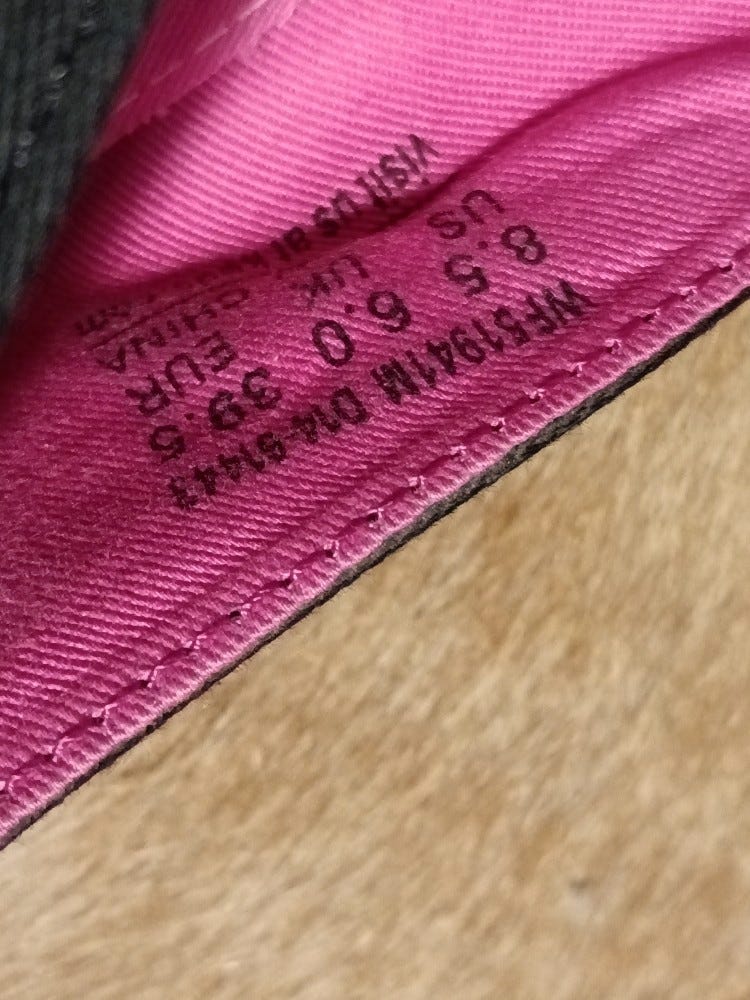 WF51941M D14-61443
8.5 6.0 39.5
US UK EUR
CHINA
Visit us at